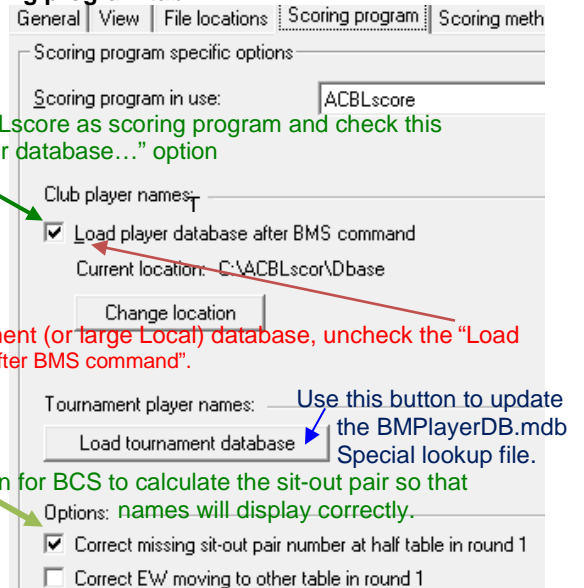 General View File locations Scoring program Scoring meth
Scoring program specific options
Scoring program in use: ACBLscore
Lscore as scoring program and check this
r database…” option
Club player names:
T
Load player database after BMS command
Current location: C:\ACBLscor\Dbase
Change location
ent (or large Local) database, uncheck the “Load
fter BMS command”.
Tournament player names:
Use this button to update
the BMPlayerDB.mdb
Load tournament database
Special lookup file.
n for BCS to calculate the sit-out pair so that
Options: names will display correctly.
Correct missing sit-out pair number at half table in round 1
Correct EW moving to other table in round 1